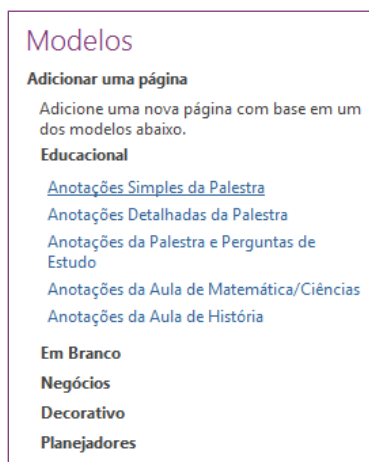 Modelos
Adicionar uma página
Adicione uma nova página com base em um
dos modelos abaixo.
Educacional
Anotações Simples da Palestra
Anotações Detalhadas da Palestra
Anotações da Palestra e Perguntas de
Estudo
Anotações da Aula de Matemática/Ciências
Anotações da Aula de História
Em Branco
Negócios
Decorativo
Planejadores